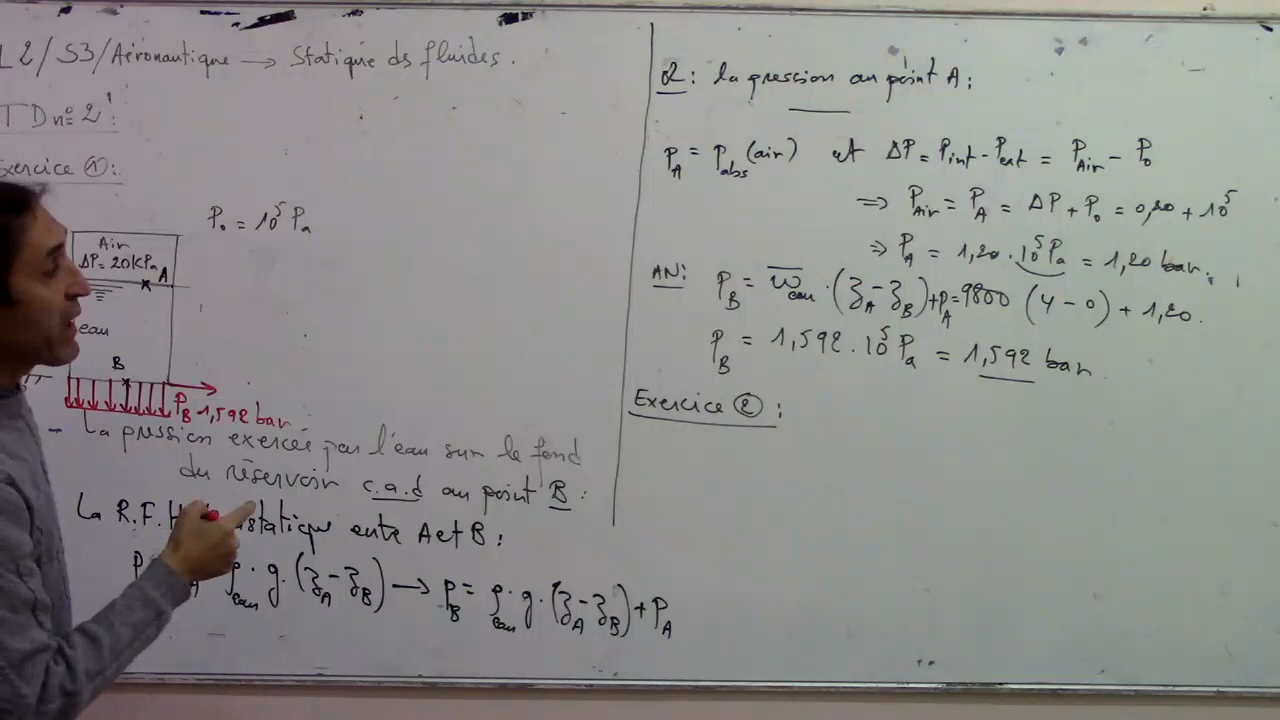 L2/S3/Aéronautique → Statique des fluides.
TD n=° 2 :
Exercice ① :
P₀ = 10⁵ Pa
Air
ΔP = 20 kPa A
eau
B
P_B 1,592 bar
- La pression exercée par l'eau sur le fond
du réservoir c.a.d au point B :
La R.F.H statique entre A et B :
P A ρ_eau · g · (z_A - z_B) → P_B = ρ_eau · g · (z_A - z_B) + P_A
Q : la pression au point A :
P_A = P_abs (air) et ΔP = P_int - P_ext = P_Air - P₀
⇒ P_Air = P_A = ΔP + P₀ = 0,20 + 10⁵
⇒ P_A = 1,20 . 10⁵ Pa = 1,20 bar.
AN : P_B = ω̄_eau · (z_A - z_B) + P_A = 9800 (4 - 0) + 1,20.
P_B = 1,592 . 10⁵ Pa = 1,592 bar.
Exercice ② :